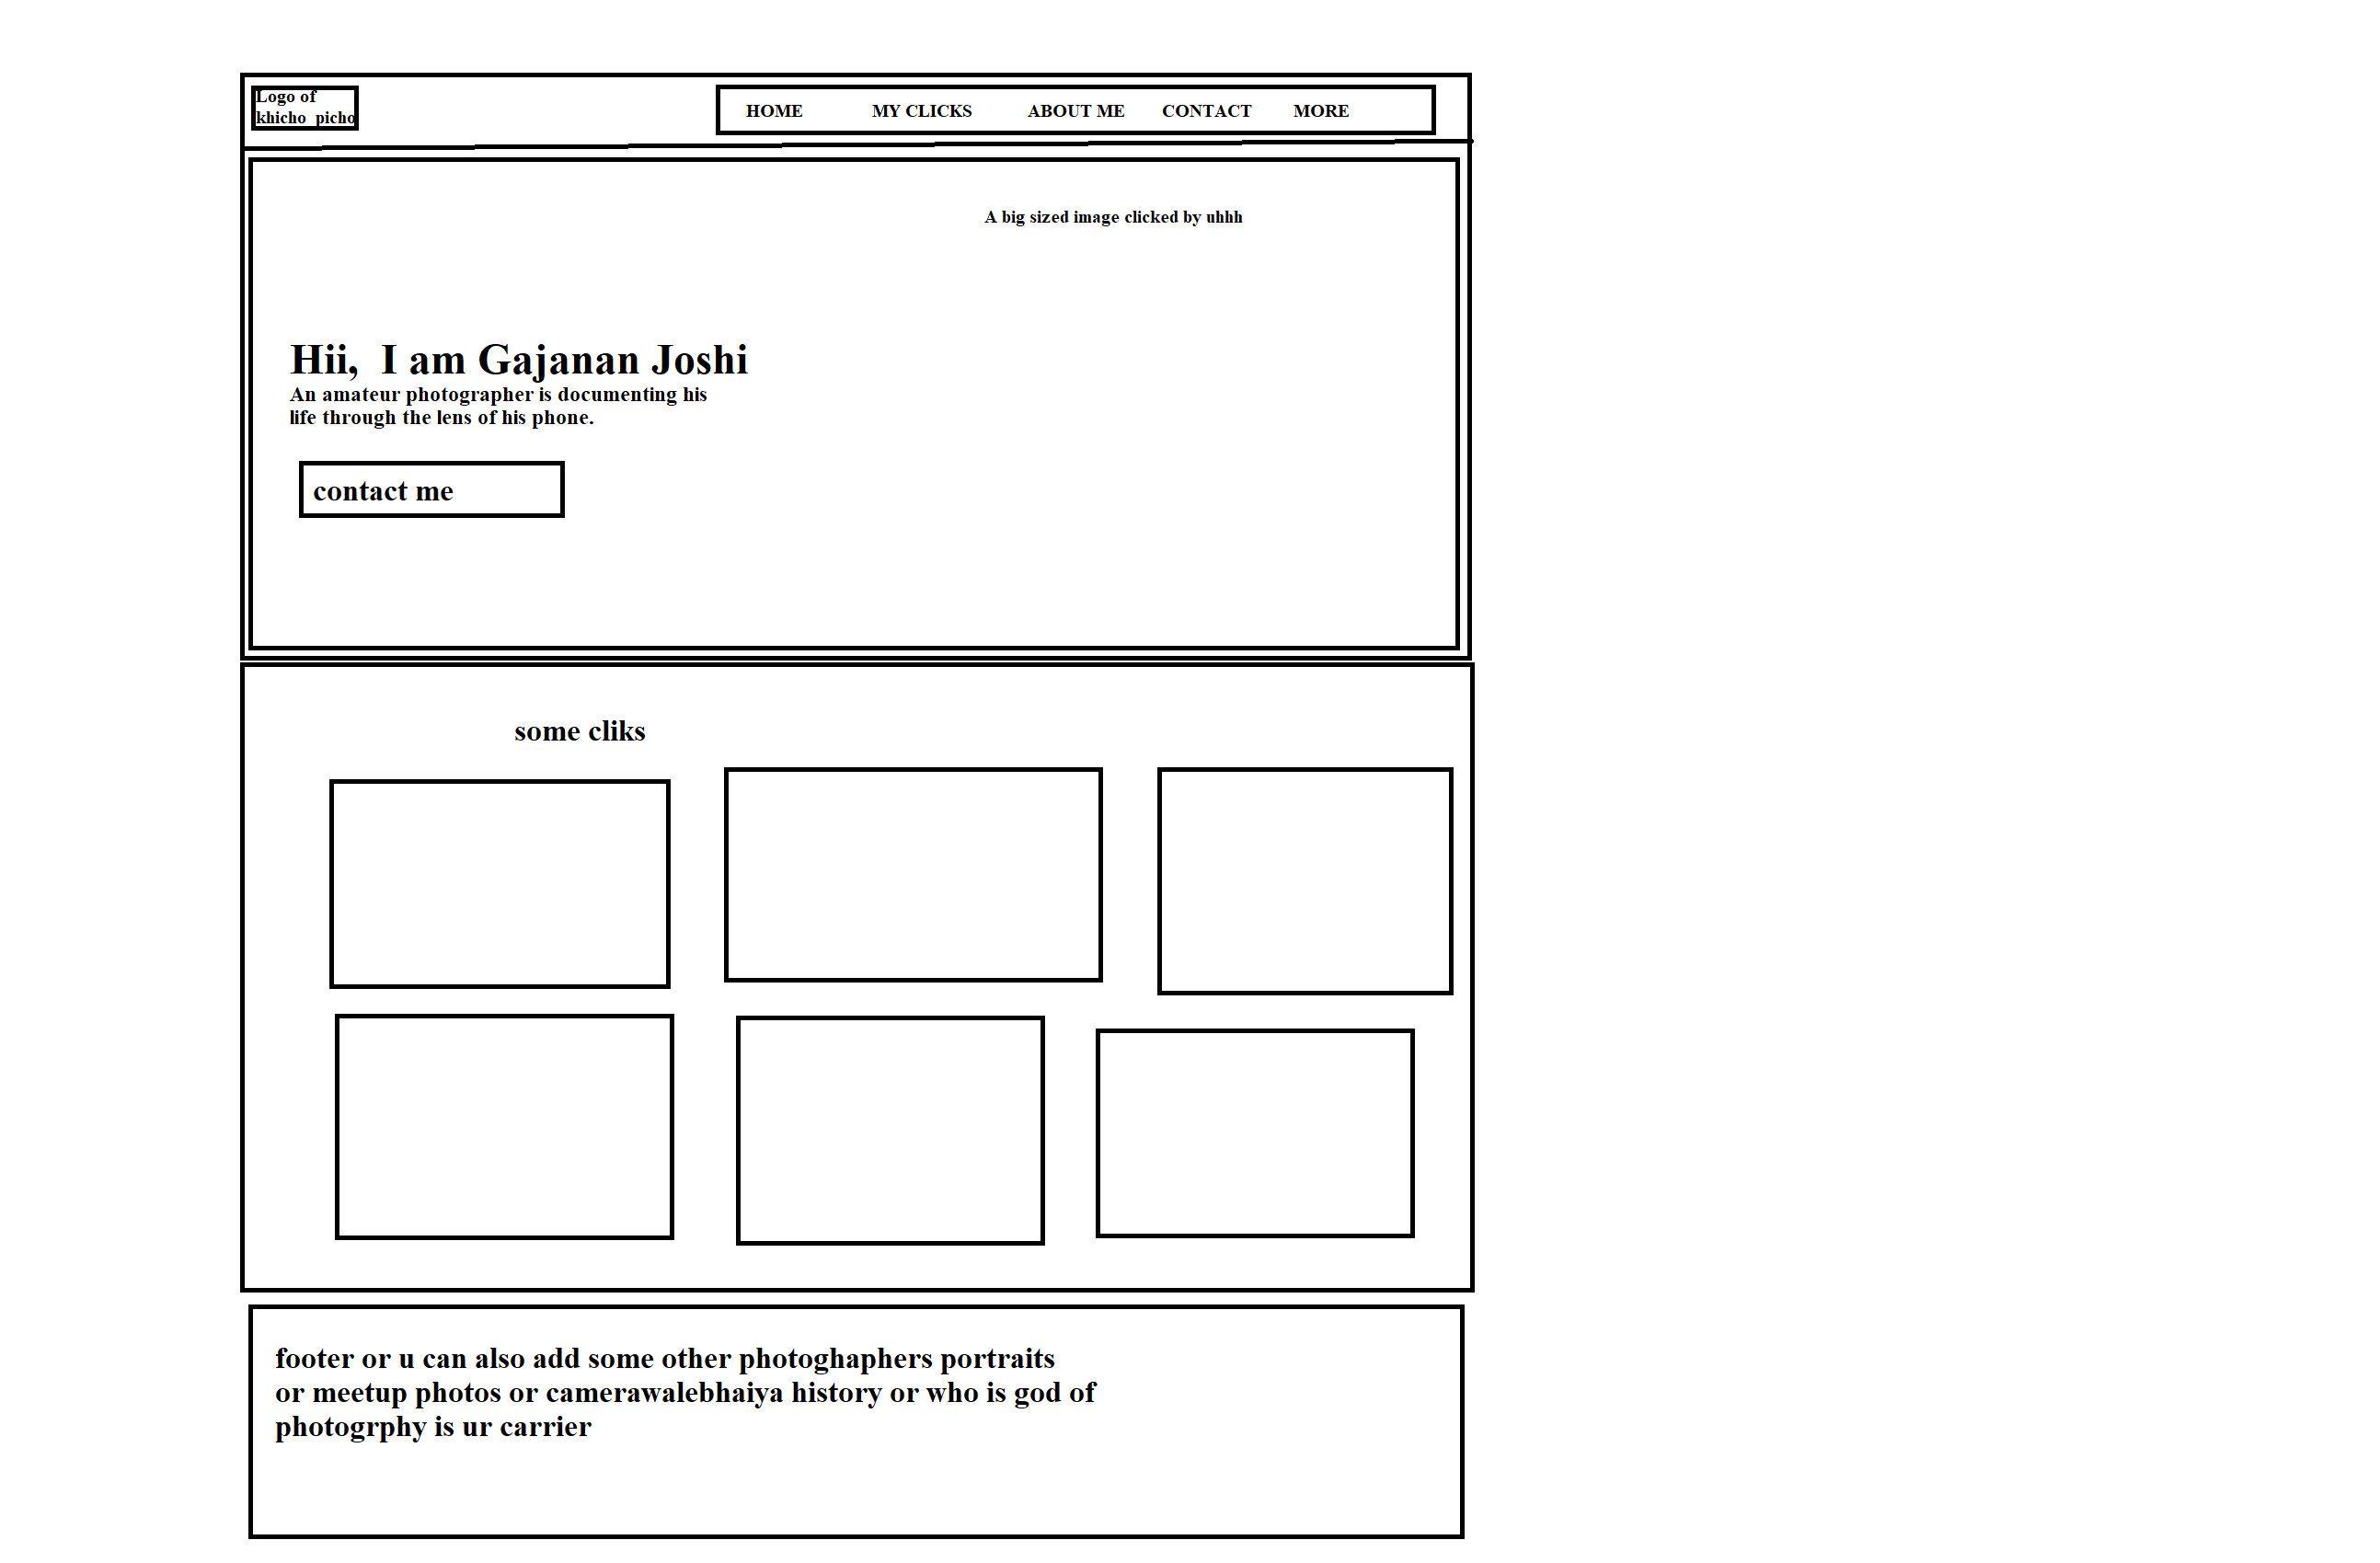 Logo of
khicho_picho
HOME MY CLICKS ABOUT ME CONTACT MORE
A big sized image clicked by uhhh
Hii, I am Gajanan Joshi
An amateur photographer is documenting his
life through the lens of his phone.
contact me
some cliks
footer or u can also add some other photoghaphers portraits
or meetup photos or camerawalebhaiya history or who is god of
photogrphy is ur carrier